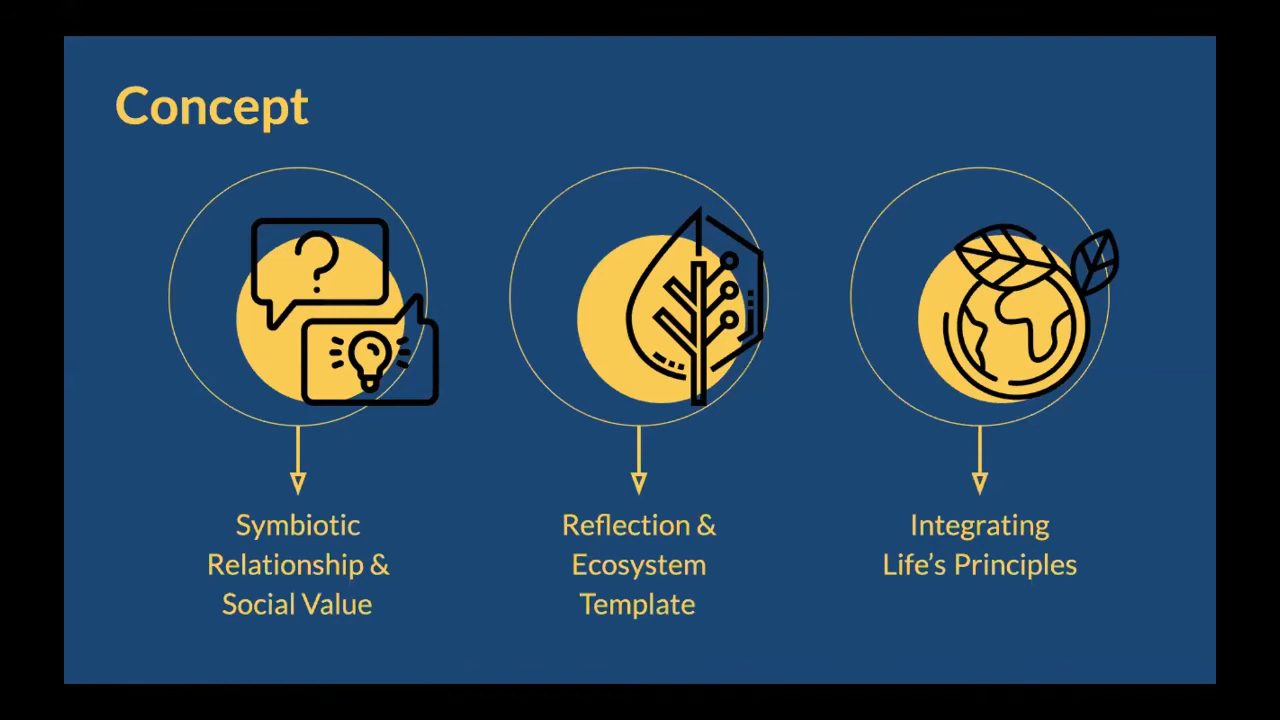 Concept
Symbiotic
Relationship &
Social Value
Reflection &
Ecosystem
Template
Integrating
Life's Principles